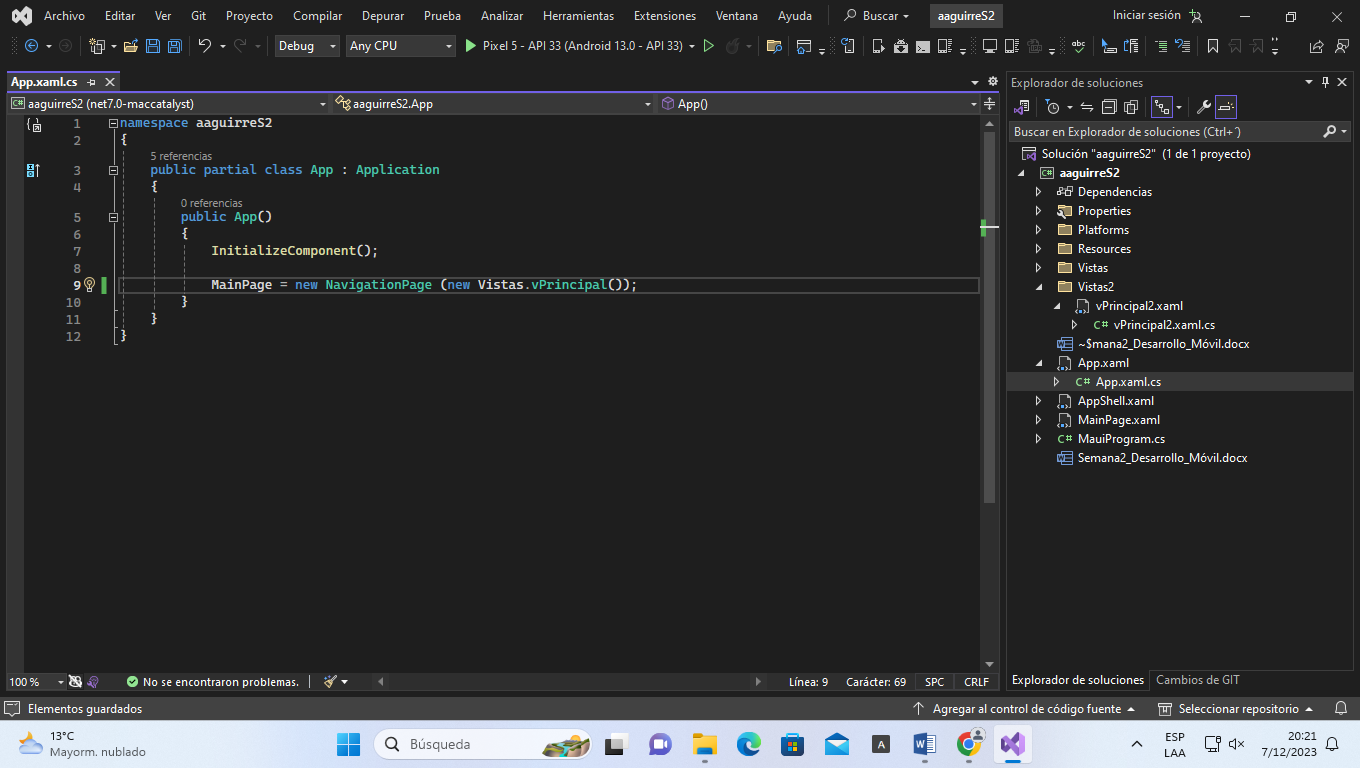 Archivo Editar Ver Git Proyecto Compilar Depurar Prueba Analizar Herramientas Extensiones Ventana Ayuda Buscar aaguirreS2 Iniciar sesión
Debug Any CPU Pixel 5 - API 33 (Android 13.0 - API 33)
App.xaml.cs
aaguirreS2 (net7.0-maccatalyst) aaguirreS2.App App()
1 namespace aaguirreS2
2 {
5 referencias
3 public partial class App : Application
4 {
0 referencias
5 public App()
6 {
7 InitializeComponent();
8
9 MainPage = new NavigationPage (new Vistas.vPrincipal());
10 }
11 }
12 }
100 % No se encontraron problemas. Línea: 9 Carácter: 69 SPC CRLF
Explorador de soluciones
Buscar en Explorador de soluciones (Ctrl+´)
Solución "aaguirreS2" (1 de 1 proyecto)
C# aaguirreS2
Dependencias
Properties
Platforms
Resources
Vistas
Vistas2
vPrincipal2.xaml
C# vPrincipal2.xaml.cs
~$mana2_Desarrollo_Móvil.docx
App.xaml
C# App.xaml.cs
AppShell.xaml
MainPage.xaml
C# MauiProgram.cs
Semana2_Desarrollo_Móvil.docx
Explorador de soluciones Cambios de GIT
Elementos guardados Agregar al control de código fuente Seleccionar repositorio
13°C
Mayorm. nublado
Búsqueda
A
ESP
LAA
20:21
7/12/2023